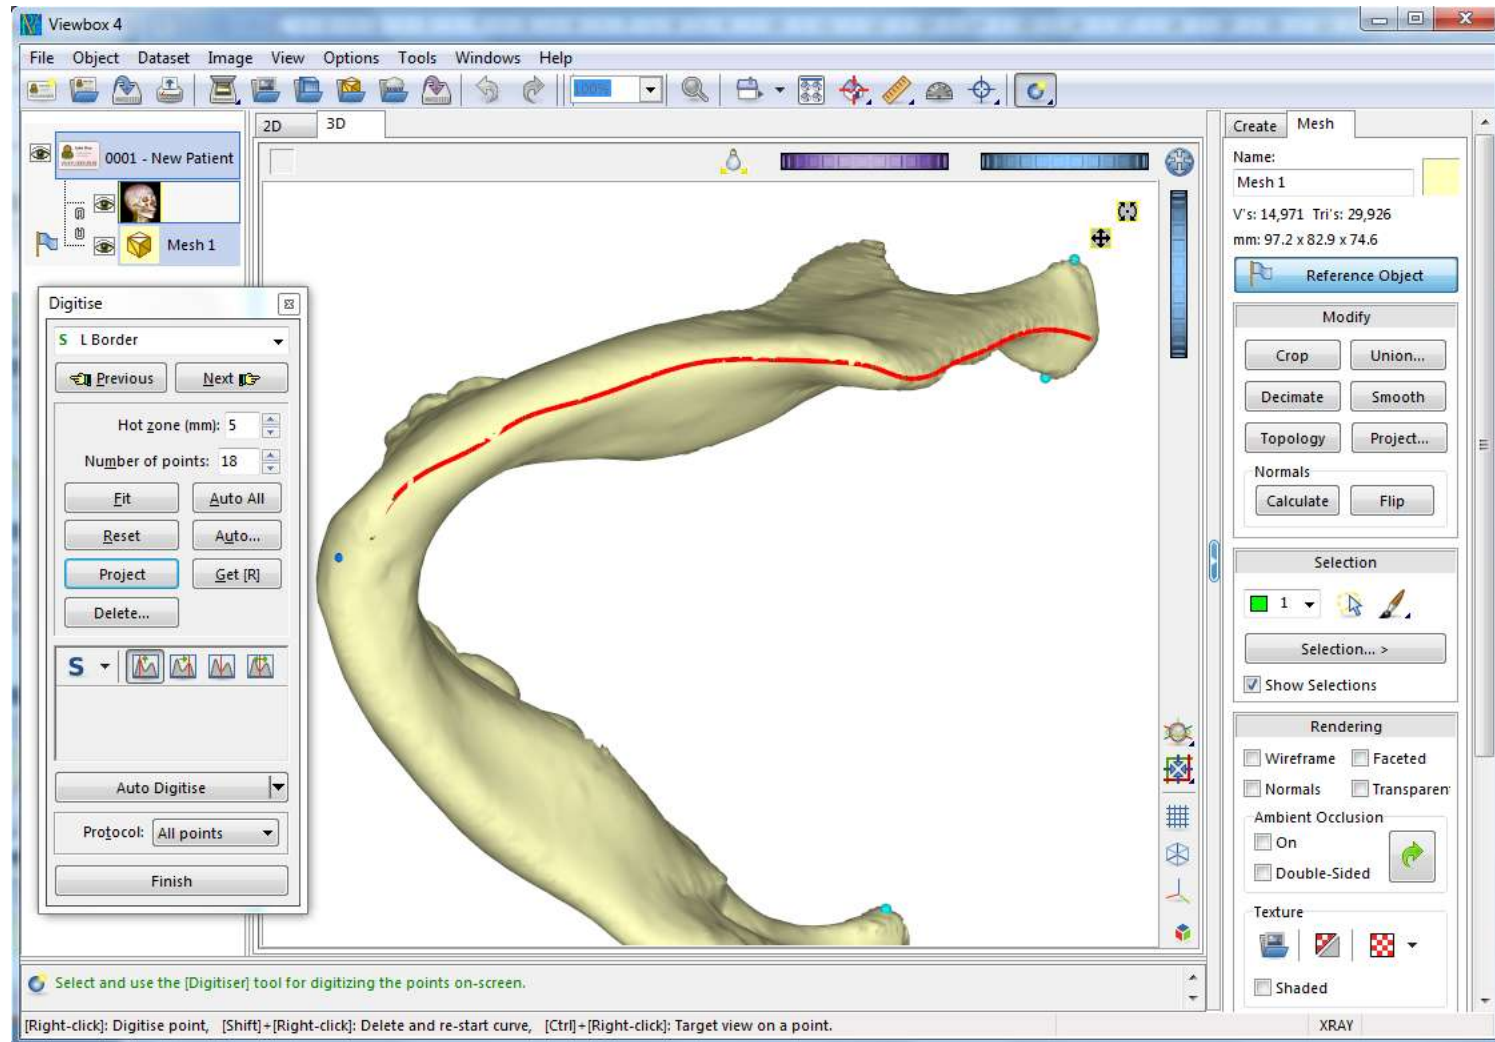 Viewbox 4
File Object Dataset Image View Options Tools Windows Help
100%
2D 3D
0001 - New Patient
Mesh 1
Digitise
S L Border
Previous Next
Hot zone (mm): 5
Number of points: 18
Fit Auto All
Reset Auto...
Project Get [R]
Delete...
S
Auto Digitise
Protocol: All points
Finish
Create Mesh
Name:
Mesh 1
V's: 14,971 Tri's: 29,926
mm: 97.2 x 82.9 x 74.6
Reference Object
Modify
Crop Union...
Decimate Smooth
Topology Project...
Normals
Calculate Flip
Selection
1
Selection... >
Show Selections
Rendering
Wireframe Faceted
Normals Transparen
Ambient Occlusion
On
Double-Sided
Texture
Shaded
Select and use the [Digitiser] tool for digitizing the points on-screen.
[Right-click]: Digitise point, [Shift]+[Right-click]: Delete and re-start curve, [Ctrl]+[Right-click]: Target view on a point.
XRAY